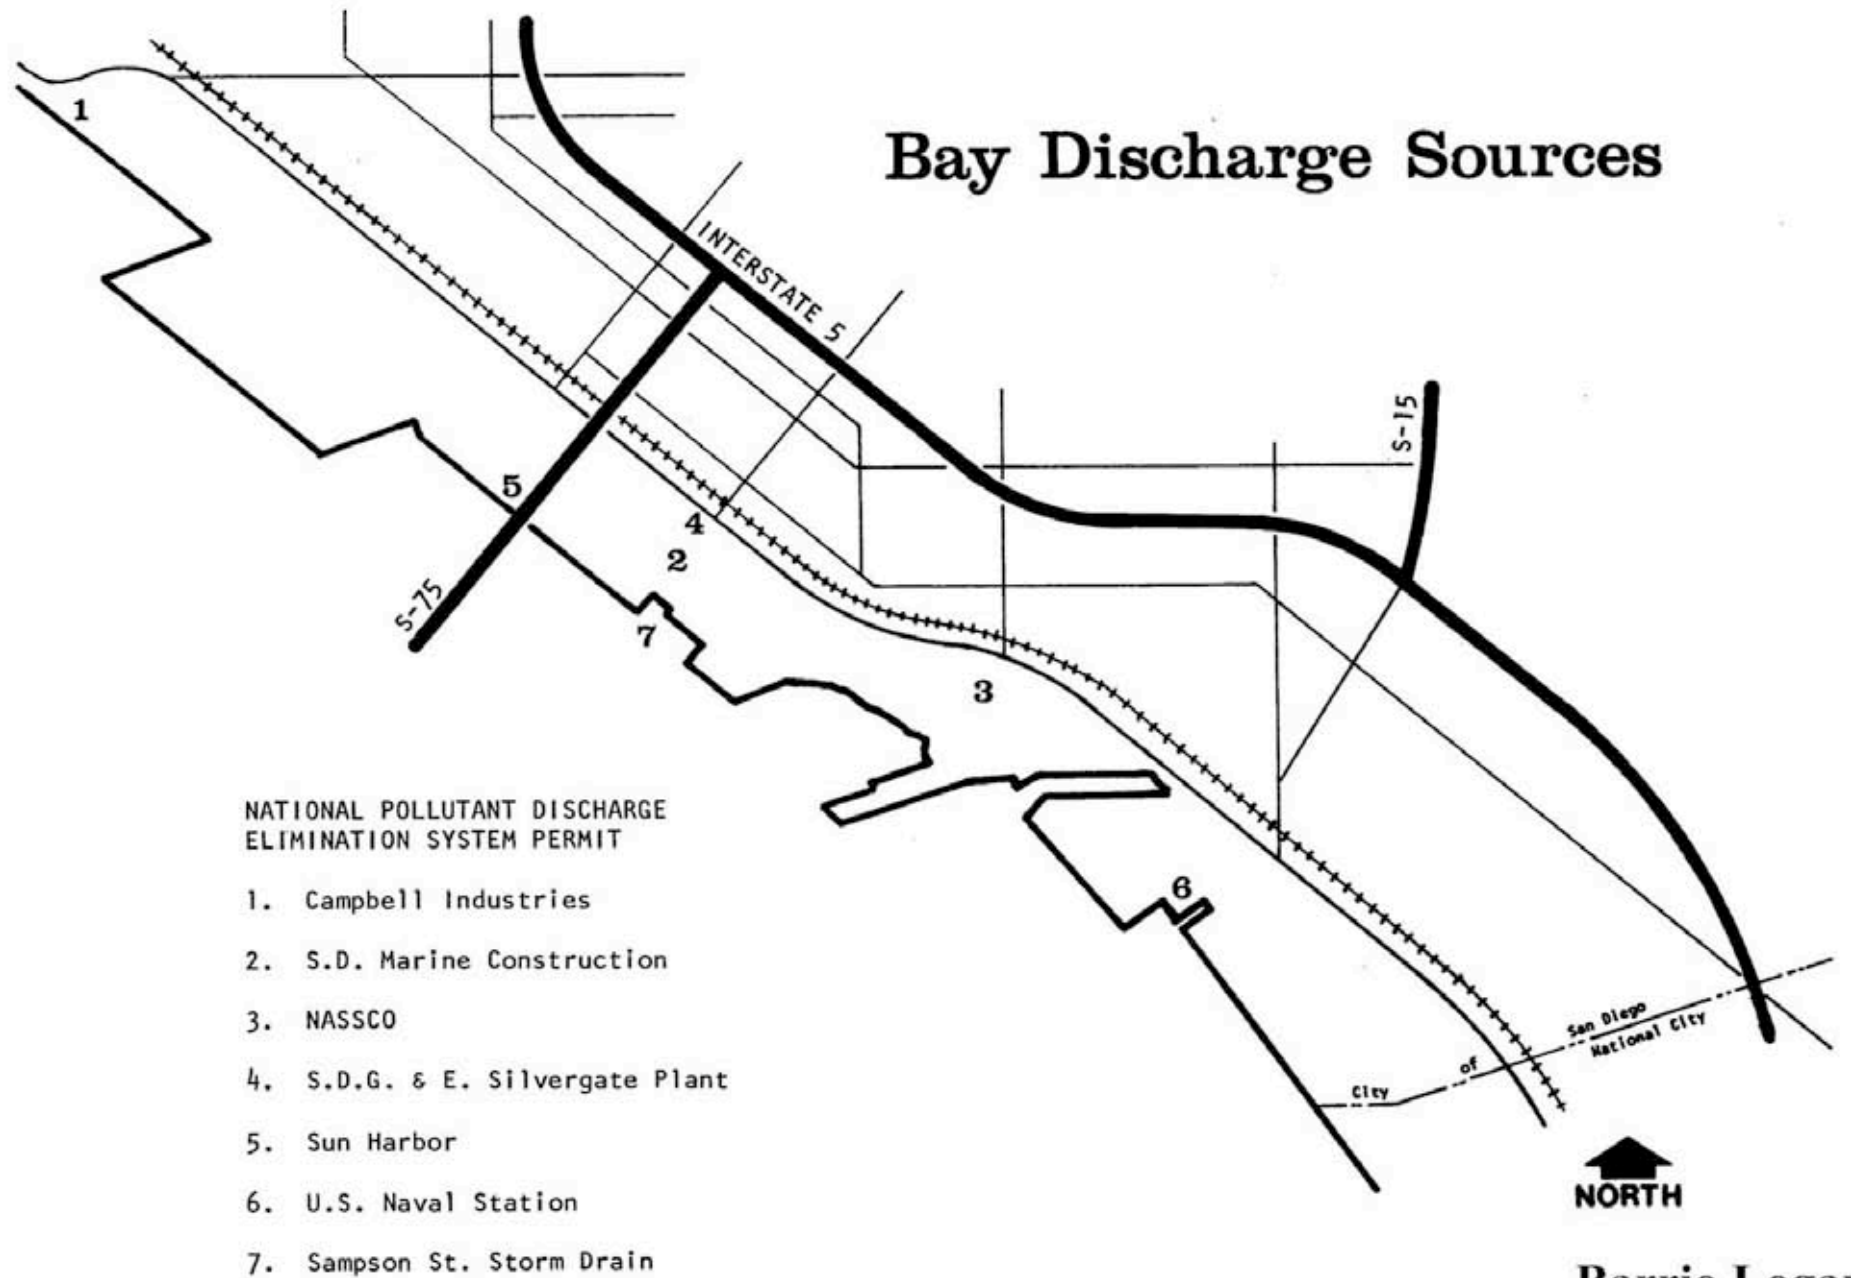 1
Bay Discharge Sources
INTERSTATE 5
S-15
5
4
2
S-75
7
3
NATIONAL POLLUTANT DISCHARGE
ELIMINATION SYSTEM PERMIT
6
1. Campbell Industries
2. S.D. Marine Construction
3. NASSCO
4. S.D.G. & E. Silvergate Plant
5. Sun Harbor
6. U.S. Naval Station
7. Sampson St. Storm Drain
San Diego
City of National City
NORTH